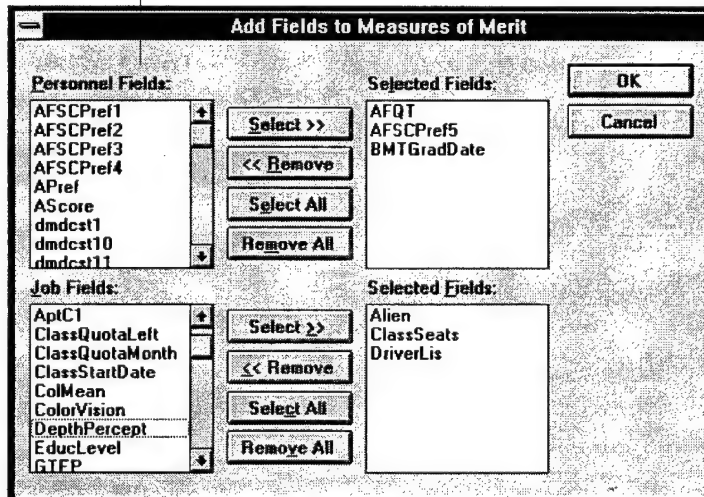 Add Fields to Measures of Merit
Personnel Fields:
AFSCPref1
AFSCPref2
AFSCPref3
AFSCPref4
APref
AScore
dmdcst1
dmdcst10
dmdcst11
Select >>
<< Remove
Select All
Remove All
Selected Fields:
AFQT
AFSCPref5
BMTGradDate
OK
Cancel
Job Fields:
AptC1
ClassQuotaLeft
ClassQuotaMonth
ClassStartDate
ColMean
ColorVision
DepthPercept
EducLevel
GTEP
Select >>
<< Remove
Select All
Remove All
Selected Fields:
Alien
ClassSeats
DriverLis